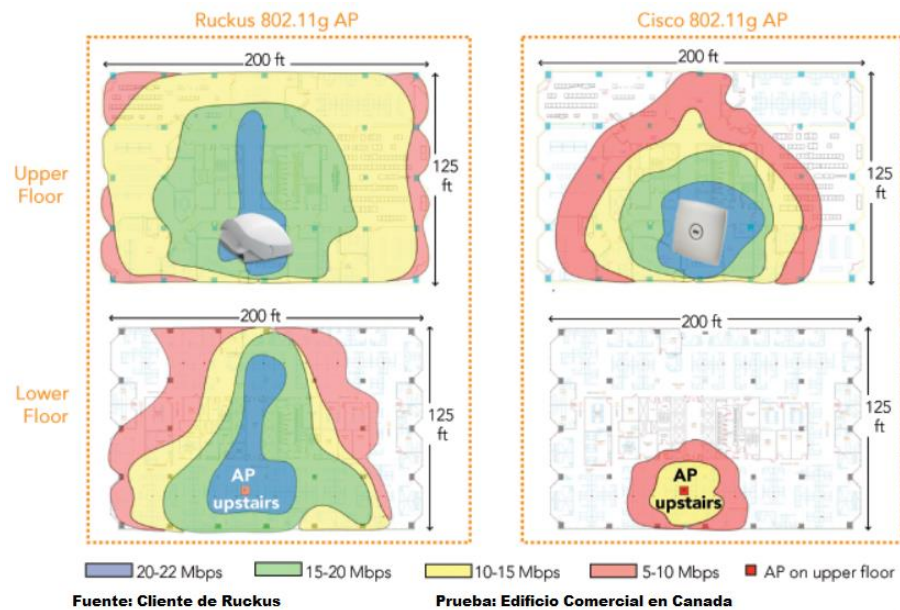 Ruckus 802.11g AP
Cisco 802.11g AP
200 ft
200 ft
Upper
Floor
125
ft
125
ft
200 ft
200 ft
Lower
Floor
125
ft
125
ft
AP
upstairs
AP
upstairs
20-22 Mbps
15-20 Mbps
10-15 Mbps
5-10 Mbps
AP on upper floor
Fuente: Cliente de Ruckus
Prueba: Edificio Comercial en Canada